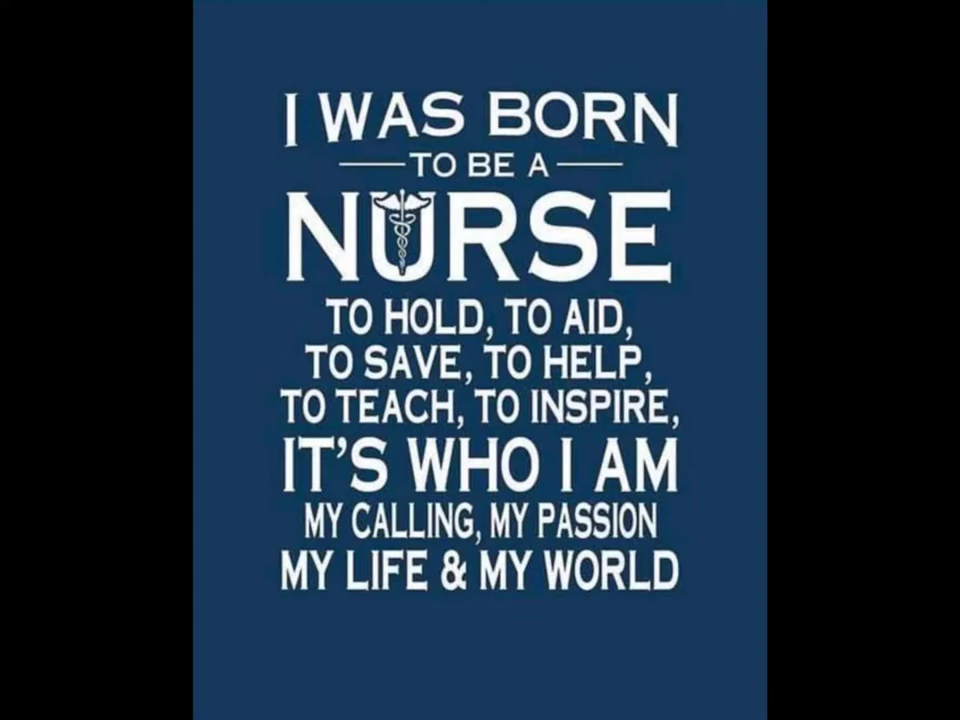 I WAS BORN
TO BE A
NURSE
TO HOLD, TO AID,
TO SAVE, TO HELP,
TO TEACH, TO INSPIRE,
IT'S WHO I AM
MY CALLING, MY PASSION
MY LIFE & MY WORLD